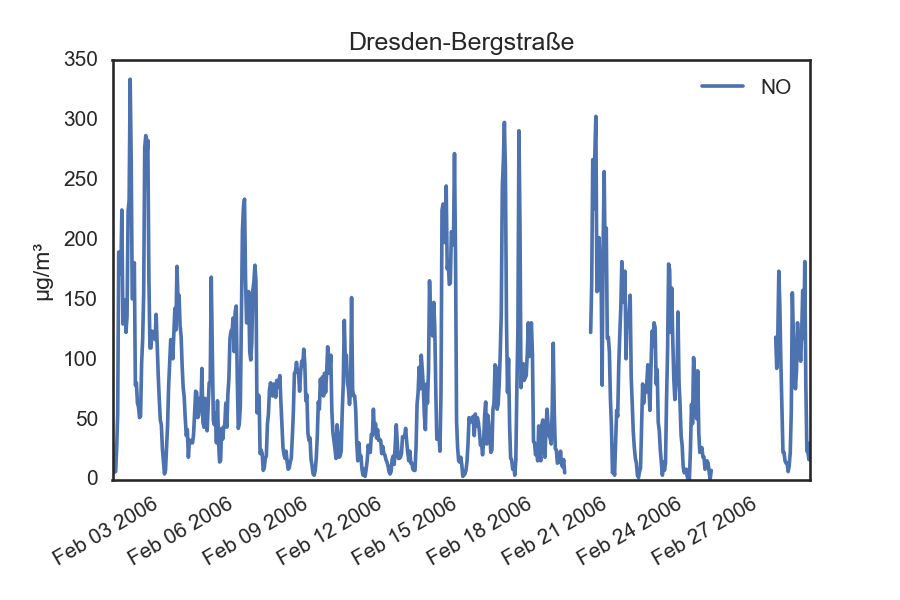 Dresden-Bergstraße
350
300
250
200
150
100
50
0
µg/m³
NO
Feb 03 2006
Feb 06 2006
Feb 09 2006
Feb 12 2006
Feb 15 2006
Feb 18 2006
Feb 21 2006
Feb 24 2006
Feb 27 2006